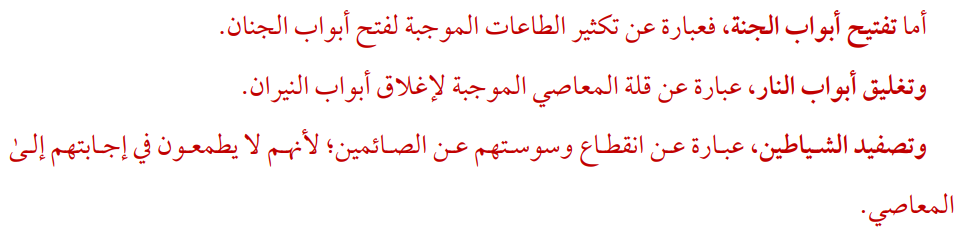 أما تفتيح أبواب الجنة، فعبارة عن تكثير الطاعات الموجبة لفتح أبواب الجنان.
وتغليق أبواب النار، عبارة عن قلة المعاصي الموجبة لإغلاق أبواب النيران.
وتصفيد الشياطين، عبارة عن انقطاع وسوستهم عن الصائمين؛ لأنهم لا يطمعون في إجابتهم إلىٰ
المعاصي.